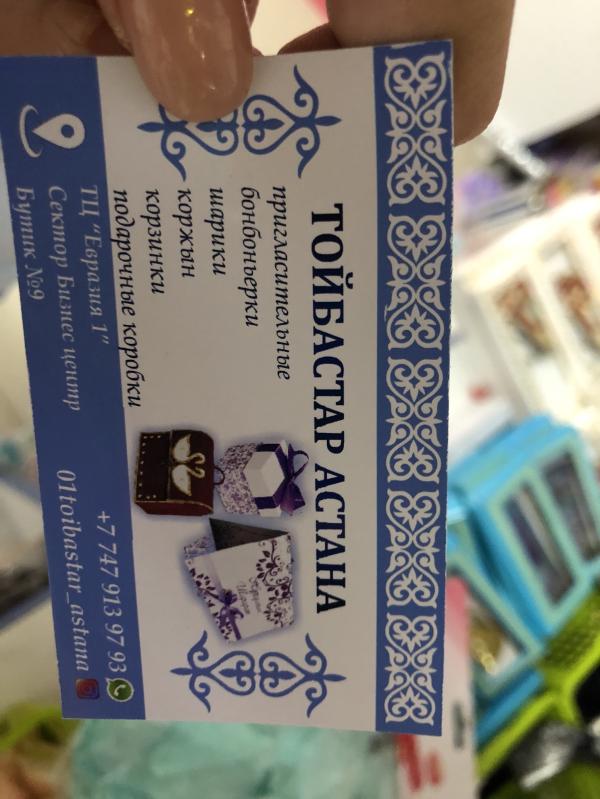 ТОЙБАСТАР АСТАНА
пригласительные
бонбоньерки
шарики
коржын
корзинки
подарочные коробки
ТЦ "Евразия 1"
Сектор Бизнес центр
Бутик №9
+7 747 913 97 93
01toibastar_astana